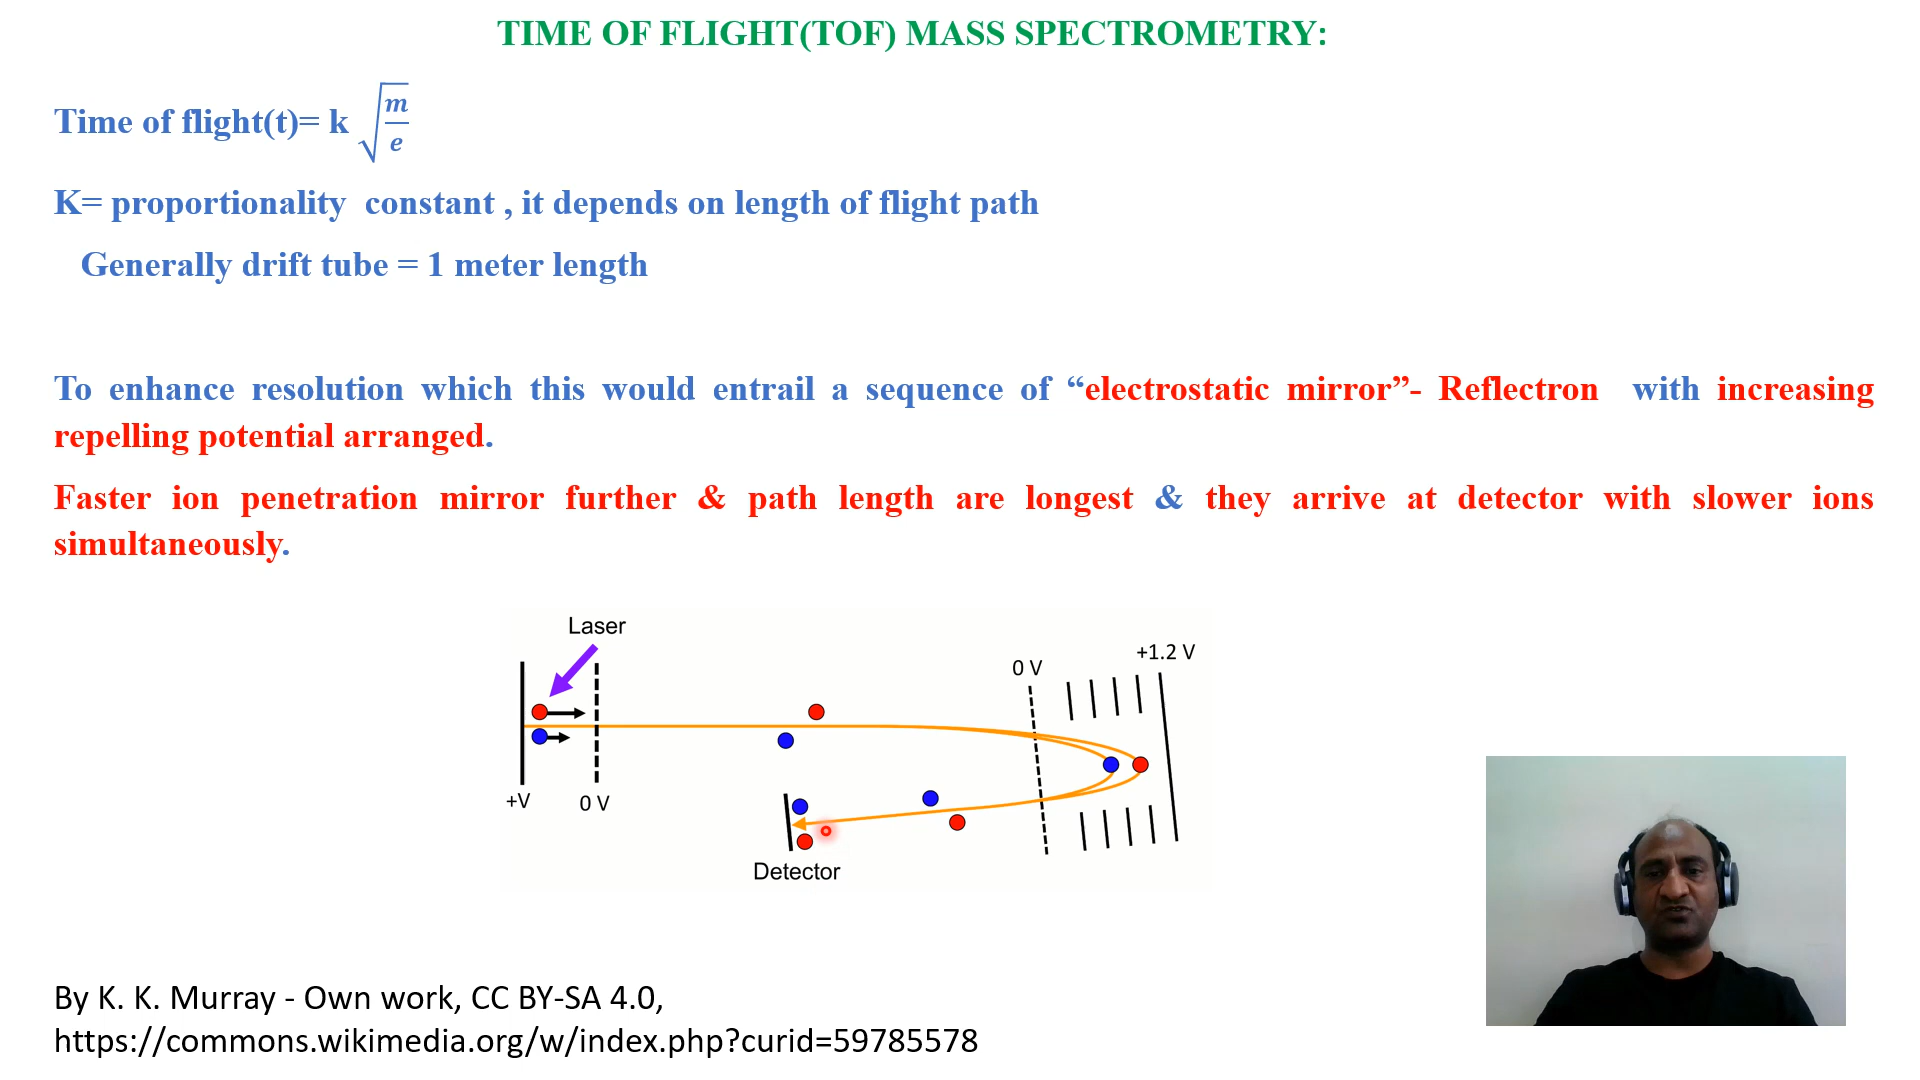 TIME OF FLIGHT(TOF) MASS SPECTROMETRY:
Time of flight(t)= k √(m/e)
K= proportionality constant , it depends on length of flight path
Generally drift tube = 1 meter length
To enhance resolution which this would entrail a sequence of “electrostatic mirror”- Reflectron with increasing
repelling potential arranged.
Faster ion penetration mirror further & path length are longest & they arrive at detector with slower ions
simultaneously.
Laser
+1.2 V
0 V
+V
0 V
Detector
By K. K. Murray - Own work, CC BY-SA 4.0,
https://commons.wikimedia.org/w/index.php?curid=59785578